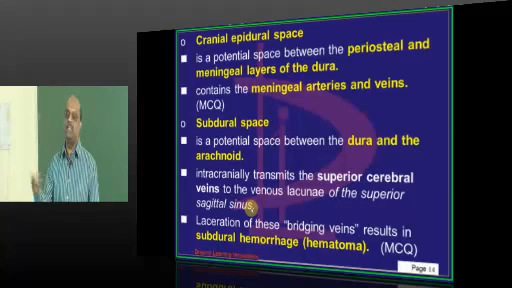 o Cranial epidural space
■ is a potential space between the periosteal and
meningeal layers of the dura.
■ contains the meningeal arteries and veins.
(MCQ)
o Subdural space
■ is a potential space between the dura and the
arachnoid.
■ intracranially transmits the superior cerebral
veins to the venous lacunae of the superior
sagittal sinus.
■ Laceration of these “bridging veins” results in
subdural hemorrhage (hematoma). (MCQ)
Page 14